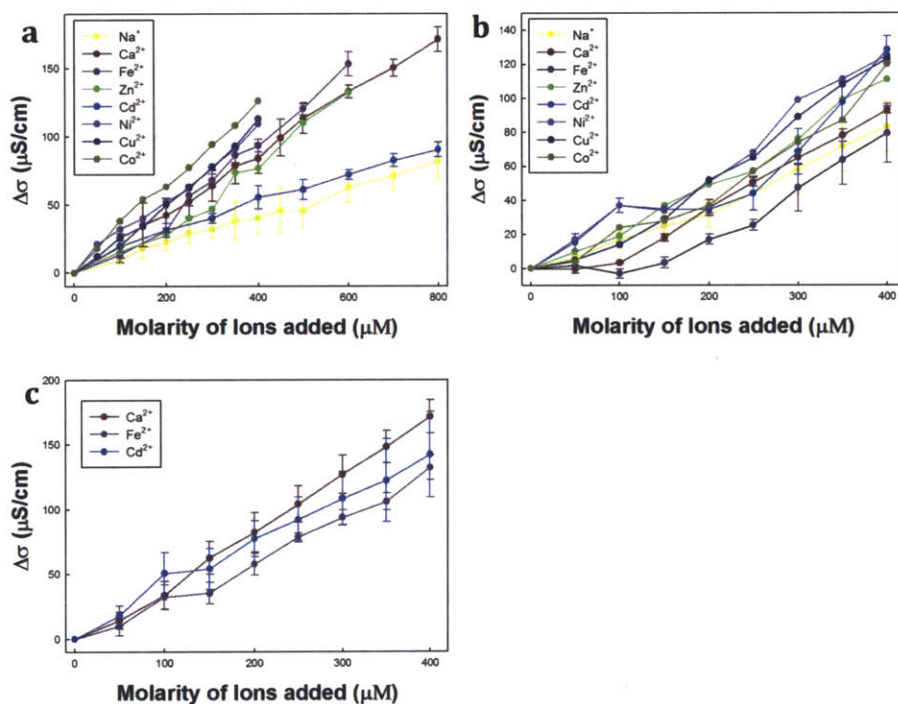 a
Na+
Ca2+
Fe2+
Zn2+
Cd2+
Ni2+
Cu2+
Co2+
150
100
50
0
Δσ (μS/cm)
0 200 400 600 800
Molarity of Ions added (μM)
b
Na+
Ca2+
Fe2+
Zn2+
Cd2+
Ni2+
Cu2+
Co2+
140
120
100
80
60
40
20
0
Δσ (μS/cm)
0 100 200 300 400
Molarity of Ions added (μM)
c
Ca2+
Fe2+
Cd2+
200
150
100
50
0
Δσ (μS/cm)
0 100 200 300 400
Molarity of Ions added (μM)